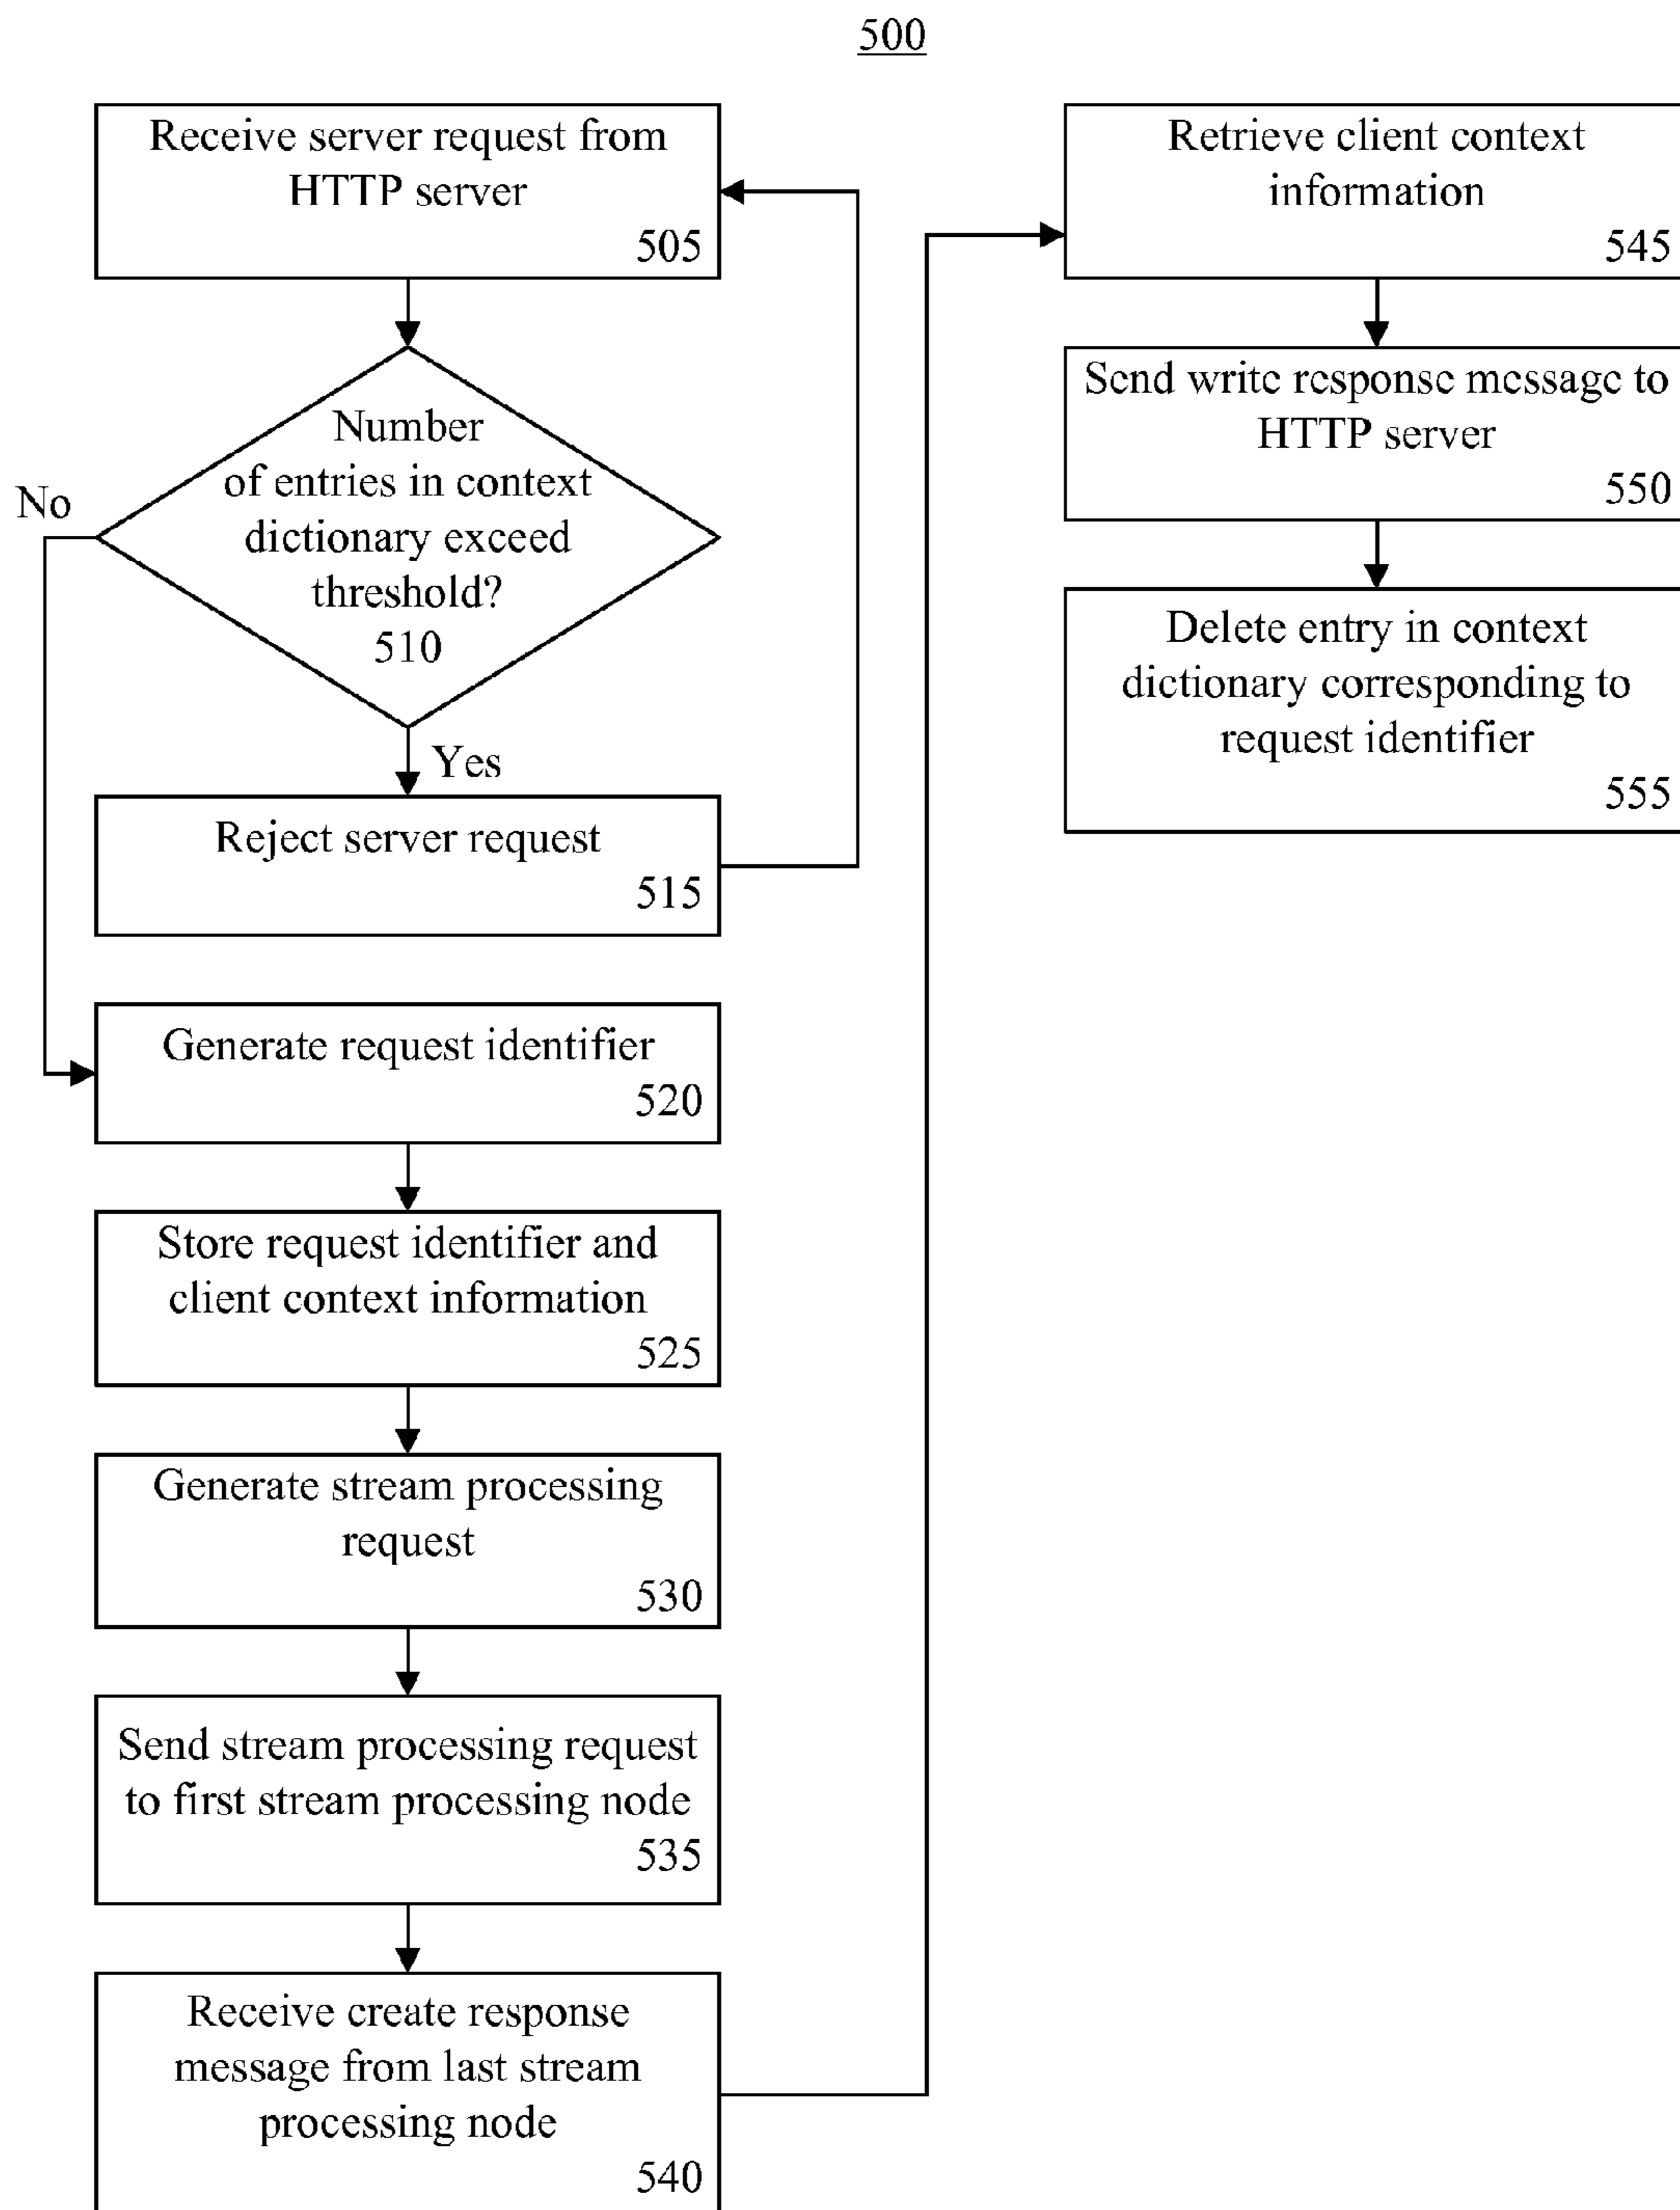 500
Receive server request from
HTTP server
505
Number
of entries in context
dictionary exceed
threshold?
510
No
Yes
Reject server request
515
Generate request identifier
520
Store request identifier and
client context information
525
Generate stream processing
request
530
Send stream processing request
to first stream processing node
535
Receive create response
message from last stream
processing node
540
Retrieve client context
information
545
Send write response message to
HTTP server
550
Delete entry in context
dictionary corresponding to
request identifier
555